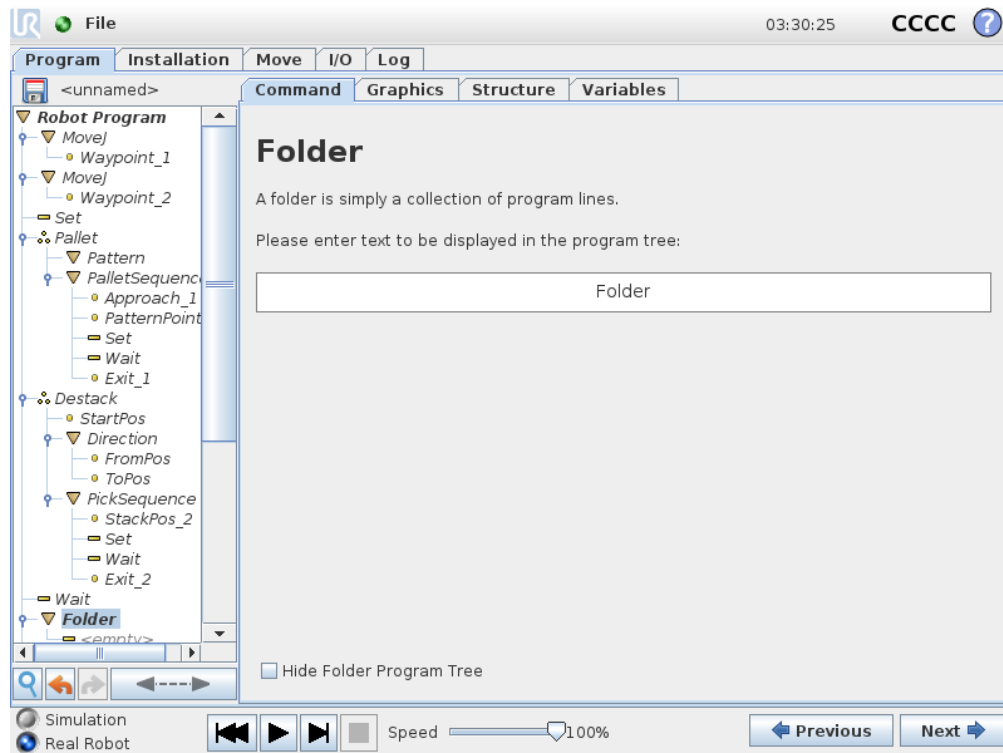 UR File 03:30:25 CCCC ?
Program Installation Move I/O Log
<unnamed>
Command Graphics Structure Variables
Robot Program
MoveJ
Waypoint_1
MoveJ
Waypoint_2
Set
Pallet
Pattern
PalletSequenc
Approach_1
PatternPoint
Set
Wait
Exit_1
Destack
StartPos
Direction
FromPos
ToPos
PickSequence
StackPos_2
Set
Wait
Exit_2
Wait
Folder
<empty>
Folder
A folder is simply a collection of program lines.
Please enter text to be displayed in the program tree:
Folder
Hide Folder Program Tree
Simulation
Real Robot
Speed 100%
Previous Next